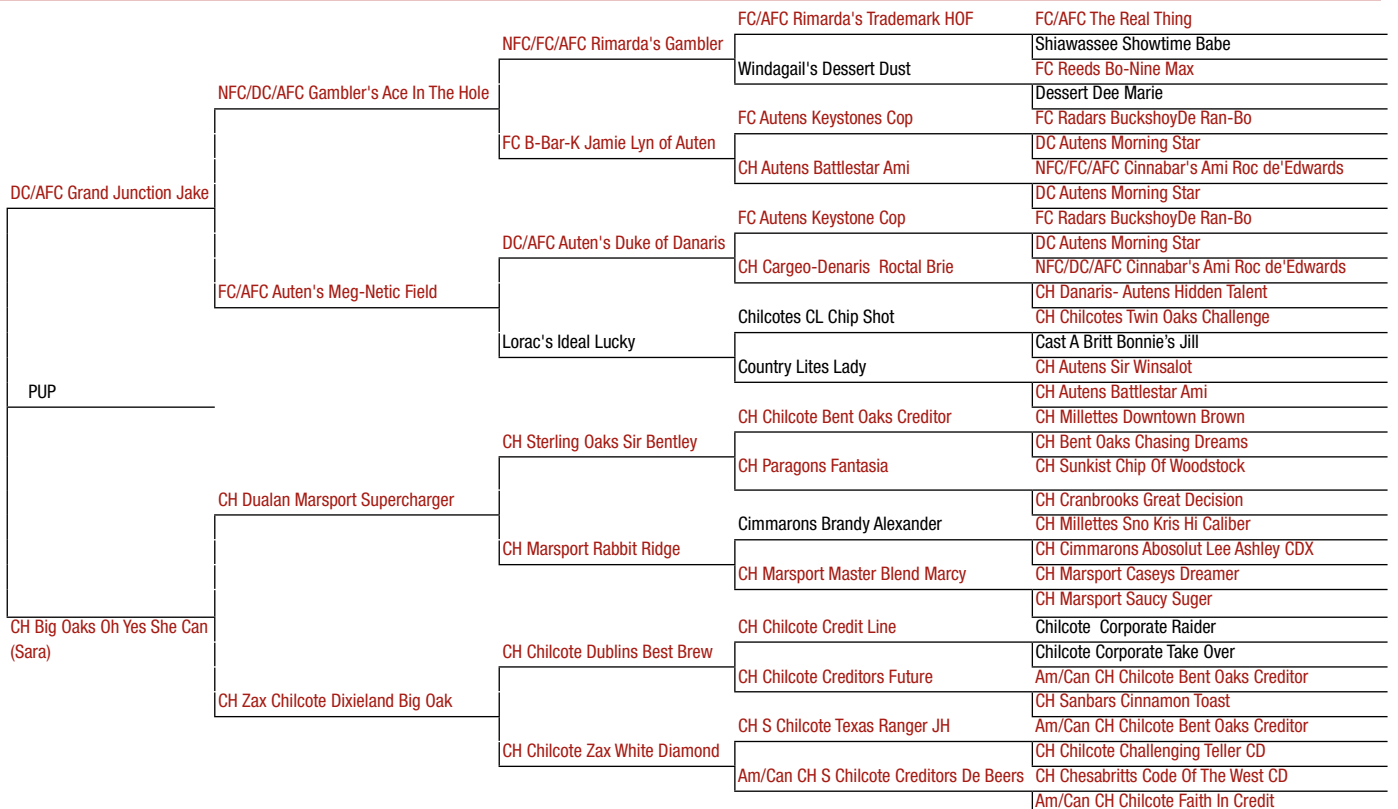 FC/AFC Rimarda's Trademark HOF FC/AFC The Real Thing
NFC/FC/AFC Rimarda's Gambler Shiawassee Showtime Babe
Windagail's Dessert Dust FC Reeds Bo-Nine Max
NFC/DC/AFC Gambler's Ace In The Hole Dessert Dee Marie
FC Autens Keystones Cop FC Radars BuckshoyDe Ran-Bo
FC B-Bar-K Jamie Lyn of Auten DC Autens Morning Star
CH Autens Battlestar Ami NFC/FC/AFC Cinnabar's Ami Roc de'Edwards
DC/AFC Grand Junction Jake DC Autens Morning Star
FC Autens Keystone Cop FC Radars BuckshoyDe Ran-Bo
DC/AFC Auten's Duke of Danaris DC Autens Morning Star
CH Cargeo-Denaris Roctal Brie NFC/DC/AFC Cinnabar's Ami Roc de'Edwards
FC/AFC Auten's Meg-Netic Field CH Danaris- Autens Hidden Talent
Chilcotes CL Chip Shot CH Chilcotes Twin Oaks Challenge
Lorac's Ideal Lucky Cast A Britt Bonnie's Jill
Country Lites Lady CH Autens Sir Winsalot
PUP CH Autens Battlestar Ami
CH Chilcote Bent Oaks Creditor CH Millettes Downtown Brown
CH Sterling Oaks Sir Bentley CH Bent Oaks Chasing Dreams
CH Paragons Fantasia CH Sunkist Chip Of Woodstock
CH Dualan Marsport Supercharger CH Cranbrooks Great Decision
Cimmarons Brandy Alexander CH Millettes Sno Kris Hi Caliber
CH Marsport Rabbit Ridge CH Cimmarons Abosolut Lee Ashley CDX
CH Marsport Master Blend Marcy CH Marsport Caseys Dreamer
CH Marsport Saucy Suger
CH Big Oaks Oh Yes She Can CH Chilcote Credit Line Chilcote Corporate Raider
(Sara) CH Chilcote Dublins Best Brew Chilcote Corporate Take Over
CH Chilcote Creditors Future Am/Can CH Chilcote Bent Oaks Creditor
CH Zax Chilcote Dixieland Big Oak CH Sanbars Cinnamon Toast
CH S Chilcote Texas Ranger JH Am/Can CH Chilcote Bent Oaks Creditor
CH Chilcote Zax White Diamond CH Chilcote Challenging Teller CD
Am/Can CH S Chilcote Creditors De Beers CH Chesabritts Code Of The West CD
Am/Can CH Chilcote Faith In Credit